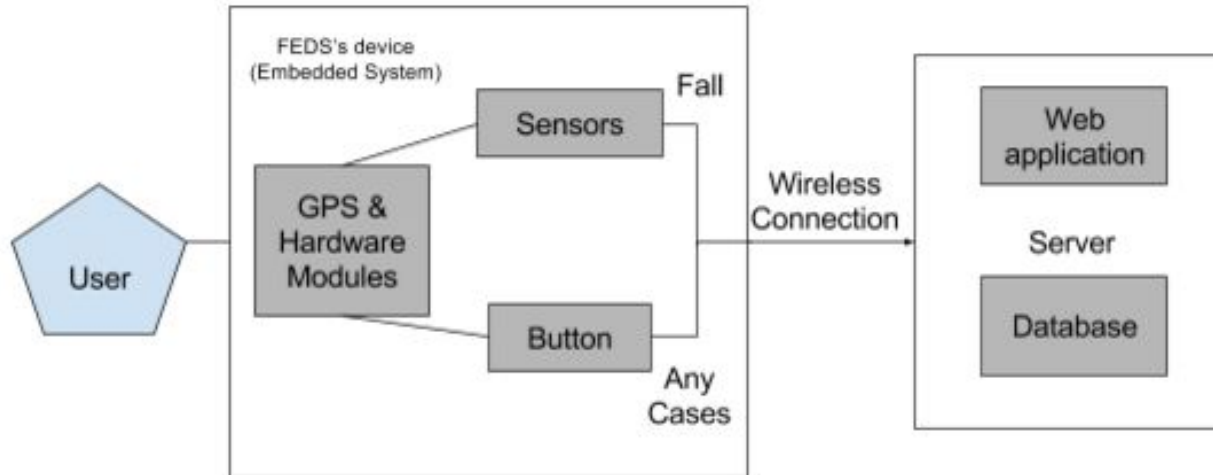 FEDS's device
(Embedded System)
Fall
Sensors
GPS &
Hardware
Modules
User
Button
Any
Cases
Wireless
Connection
Web
application
Server
Database